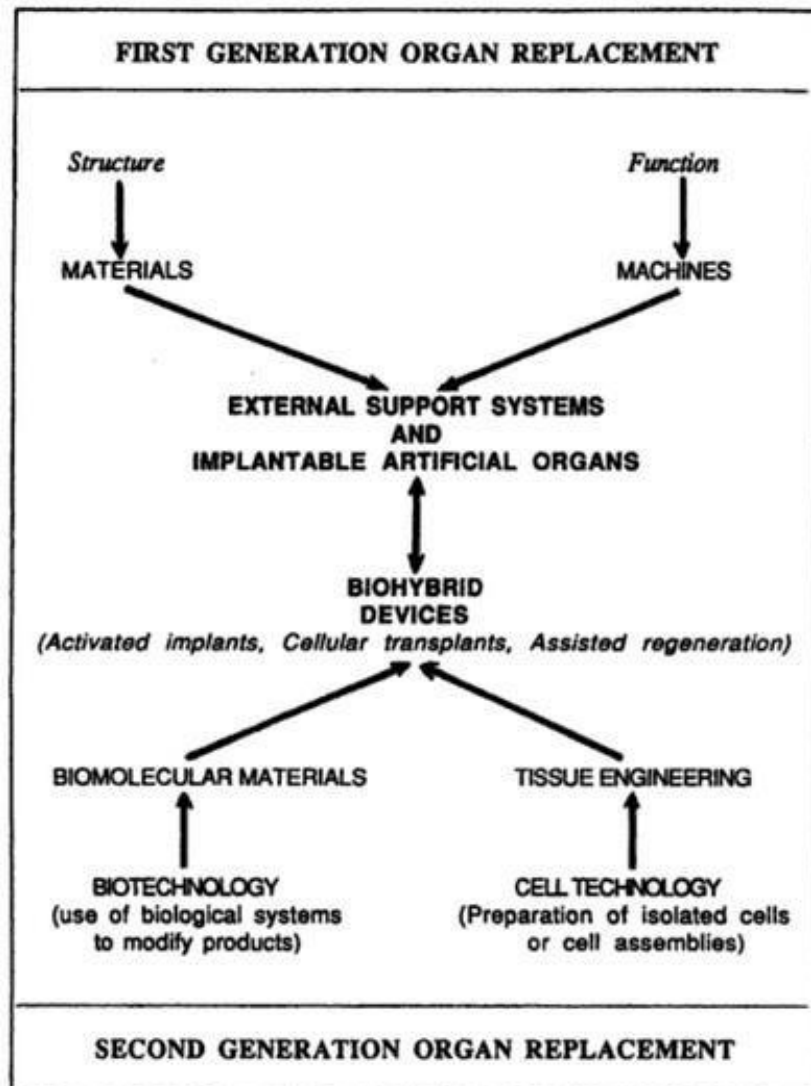 FIRST GENERATION ORGAN REPLACEMENT
Structure
Function
MATERIALS
MACHINES
EXTERNAL SUPPORT SYSTEMS
AND
IMPLANTABLE ARTIFICIAL ORGANS
BIOHYBRID
DEVICES
(Activated implants, Cellular transplants, Assisted regeneration)
BIOMOLECULAR MATERIALS
TISSUE ENGINEERING
BIOTECHNOLOGY
(use of biological systems
to modify products)
CELL TECHNOLOGY
(Preparation of isolated cells
or cell assemblies)
SECOND GENERATION ORGAN REPLACEMENT